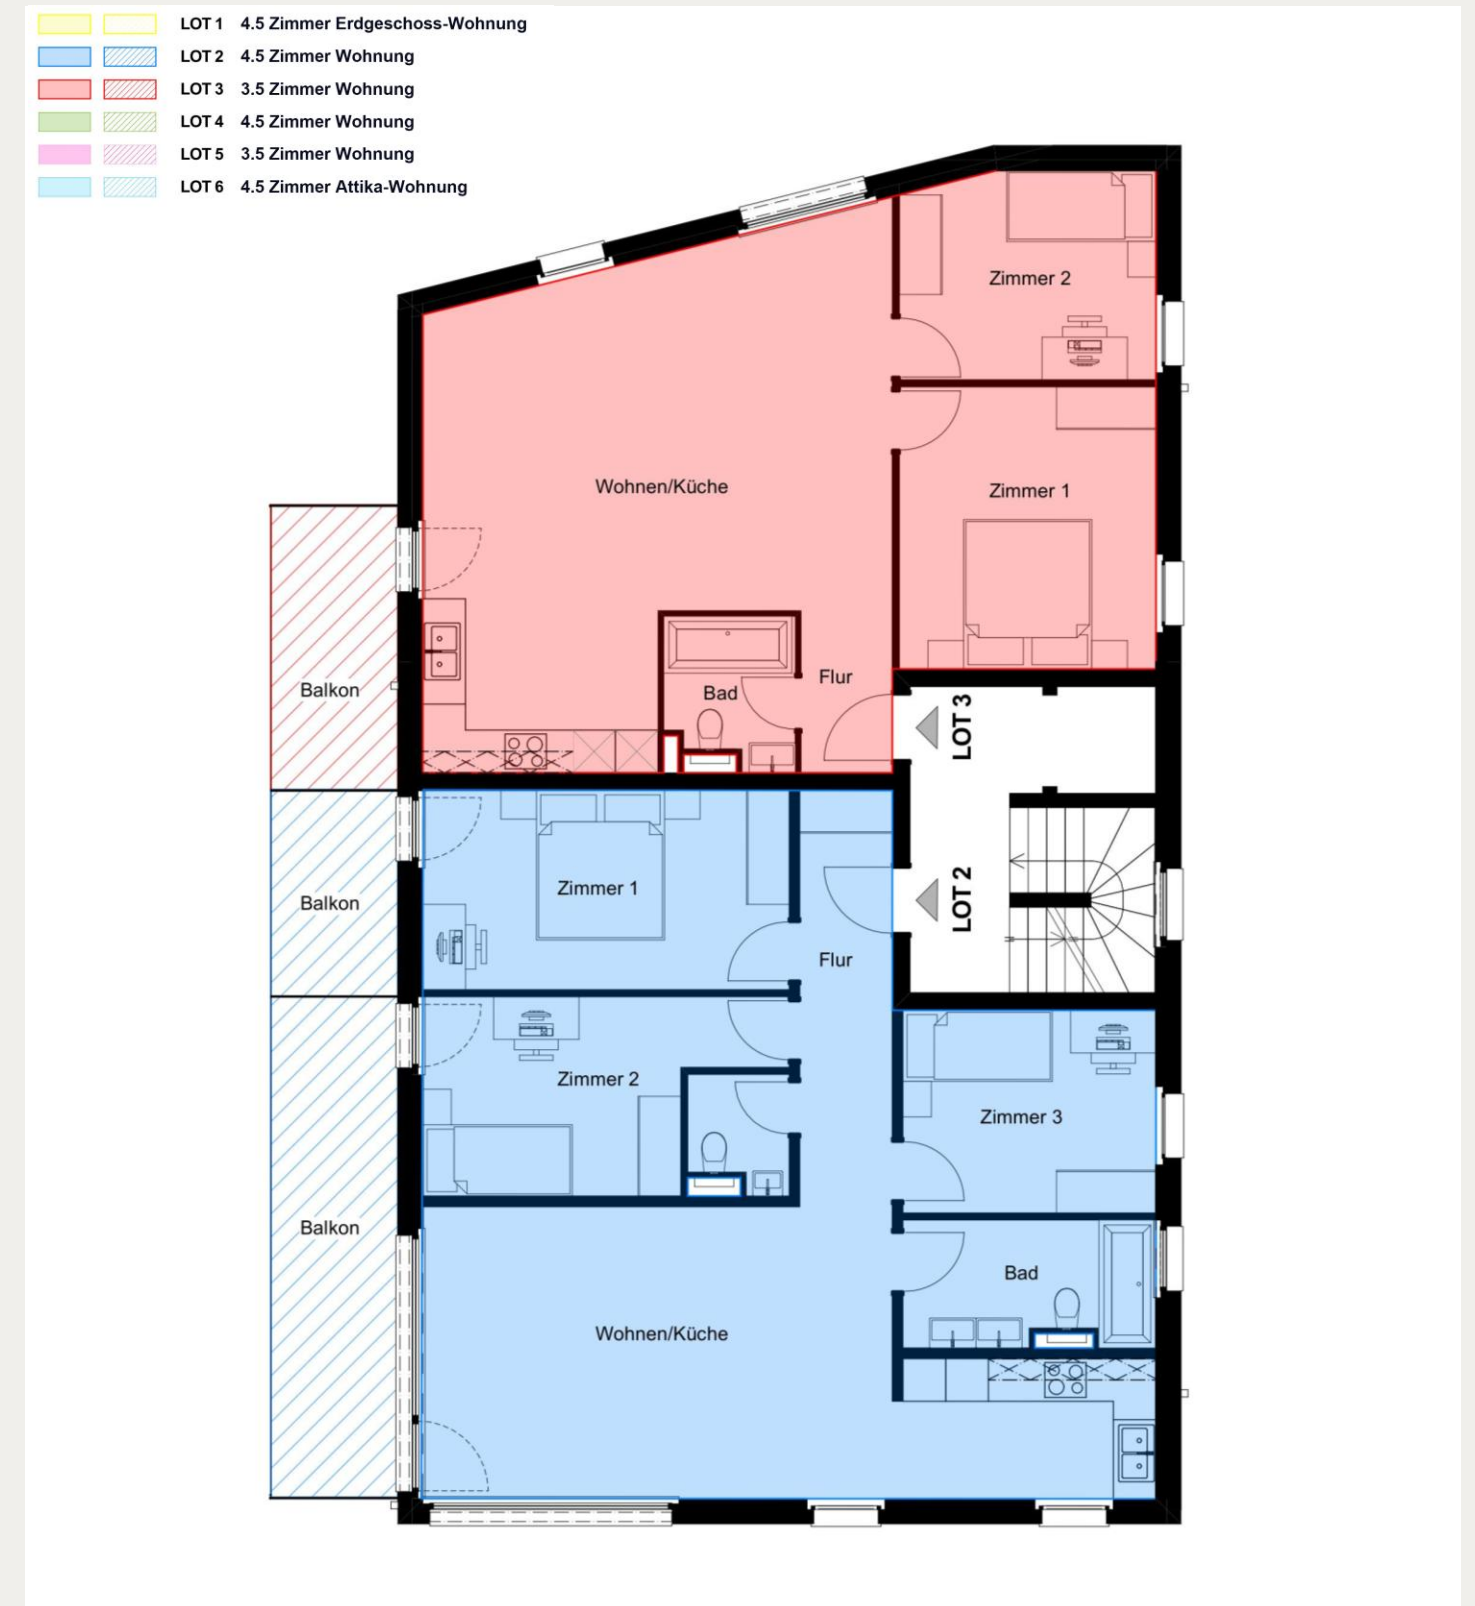 LOT 1 4.5 Zimmer Erdgeschoss-Wohnung
LOT 2 4.5 Zimmer Wohnung
LOT 3 3.5 Zimmer Wohnung
LOT 4 4.5 Zimmer Wohnung
LOT 5 3.5 Zimmer Wohnung
LOT 6 4.5 Zimmer Attika-Wohnung
Zimmer 2
Wohnen/Küche
Zimmer 1
Flur
Balkon
Bad
LOT 3
Zimmer 1
Balkon
LOT 2
Flur
Zimmer 2
Zimmer 3
Balkon
Bad
Wohnen/Küche